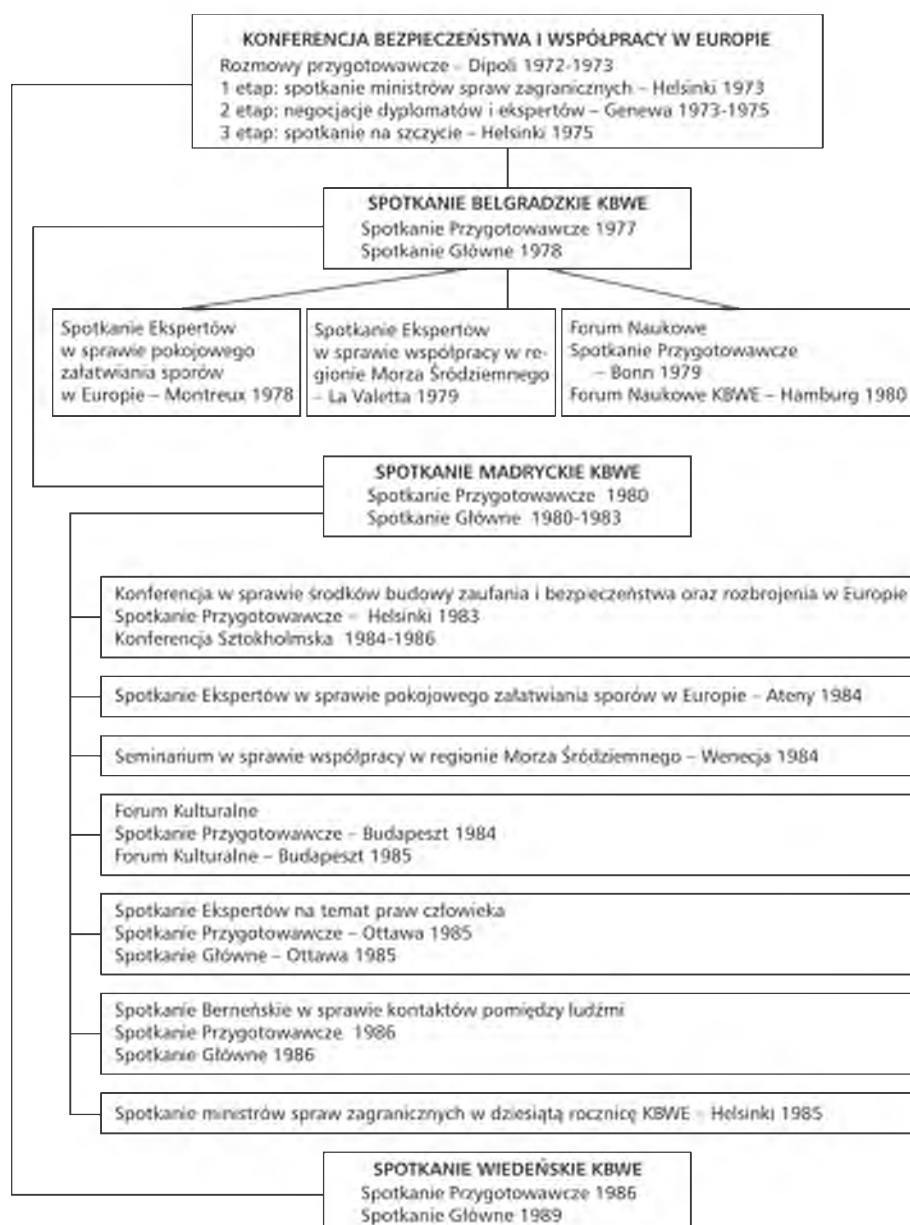 KONFERENCJA BEZPIECZEŃSTWA I WSPÓŁPRACY W EUROPIE
Rozmowy przygotowawcze – Dipoli 1972-1973
1 etap: spotkanie ministrów spraw zagranicznych – Helsinki 1973
2 etap: negocjacje dyplomatów i ekspertów – Genewa 1973-1975
3 etap: spotkanie na szczycie – Helsinki 1975
SPOTKANIE BELGRADZKIE KBWE
Spotkanie Przygotowawcze 1977
Spotkanie Główne 1978
Spotkanie Ekspertów
w sprawie pokojowego
załatwiania sporów
w Europie – Montreux 1978
Spotkanie Ekspertów
w sprawie współpracy w re-
gionie Morza Śródziemnego
– La Valetta 1979
Forum Naukowe
Spotkanie Przygotowawcze
– Bonn 1979
Forum Naukowe KBWE – Hamburg 1980
SPOTKANIE MADRYCKIE KBWE
Spotkanie Przygotowawcze 1980
Spotkanie Główne 1980-1983
Konferencja w sprawie środków budowy zaufania i bezpieczeństwa oraz rozbrojenia w Europie
Spotkanie Przygotowawcze – Helsinki 1983
Konferencja Sztokholmska 1984-1986
Spotkanie Ekspertów w sprawie pokojowego załatwiania sporów w Europie – Ateny 1984
Seminarium w sprawie współpracy w regionie Morza Śródziemnego – Wenecja 1984
Forum Kulturalne
Spotkanie Przygotowawcze – Budapeszt 1984
Forum Kulturalne – Budapeszt 1985
Spotkanie Ekspertów na temat praw człowieka
Spotkanie Przygotowawcze – Ottawa 1985
Spotkanie Główne – Ottawa 1985
Spotkanie Berneńskie w sprawie kontaktów pomiędzy ludźmi
Spotkanie Przygotowawcze 1986
Spotkanie Główne 1986
Spotkanie ministrów spraw zagranicznych w dziesiątą rocznicę KBWE – Helsinki 1985
SPOTKANIE WIEDEŃSKIE KBWE
Spotkanie Przygotowawcze 1986
Spotkanie Główne 1989